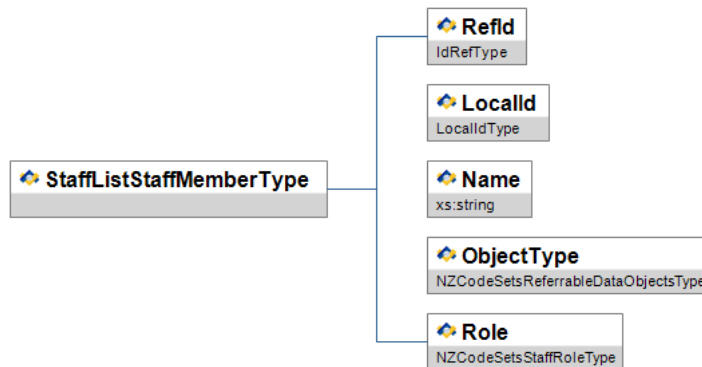 RefId
IdRefType
LocalId
LocalIdType
StaffListStaffMemberType
Name
xs:string
ObjectType
NZCodeSetsReferrableDataObjectsType
Role
NZCodeSetsStaffRoleType